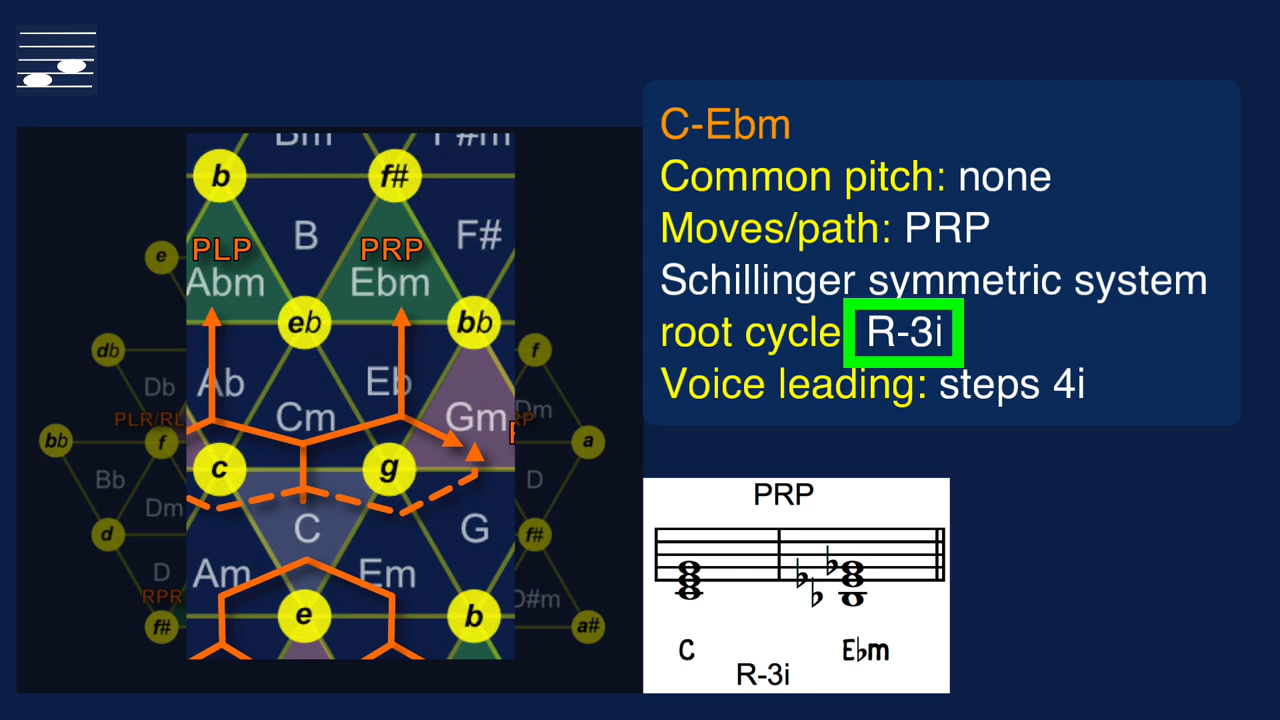 C-Ebm
Common pitch: none
Moves/path: PRP
Schillinger symmetric system
root cycle R-3i
Voice leading: steps 4i
b
f#
B
F#
PLP
PRP
Abm
Ebm
e
eb
bb
db
f
Db
Ab
Eb
Cm
Gm
Dm
PLR/RL
RP
bb
f
a
c
g
Bb
D
Dm
C
G
d
f#
D
Am
Em
D#m
RPR
f#
e
b
a#
PRP
C
E♭m
R-3i